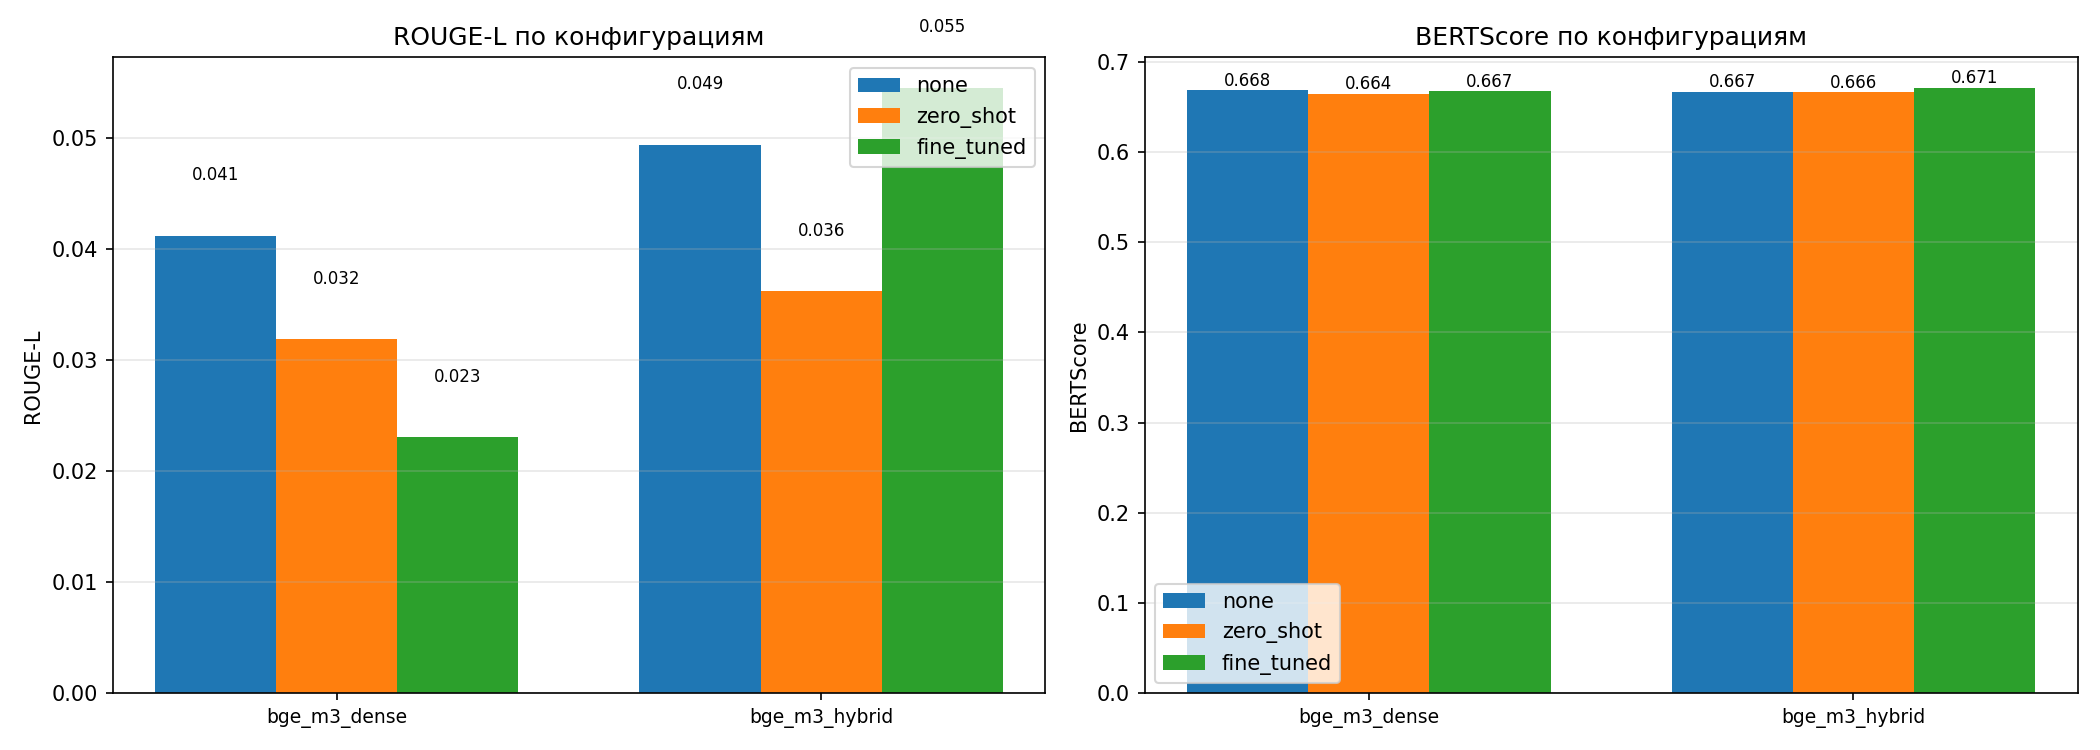 ROUGE-L по конфигурациям
0.055
0.049
0.041
0.036
0.032
0.023
none
zero_shot
fine_tuned
ROUGE-L
0.05
0.04
0.03
0.02
0.01
0.00
bge_m3_dense
bge_m3_hybrid
BERTScore по конфигурациям
0.668
0.664
0.667
0.667
0.666
0.671
BERTScore
0.7
0.6
0.5
0.4
0.3
0.2
0.1
0.0
none
zero_shot
fine_tuned
bge_m3_dense
bge_m3_hybrid